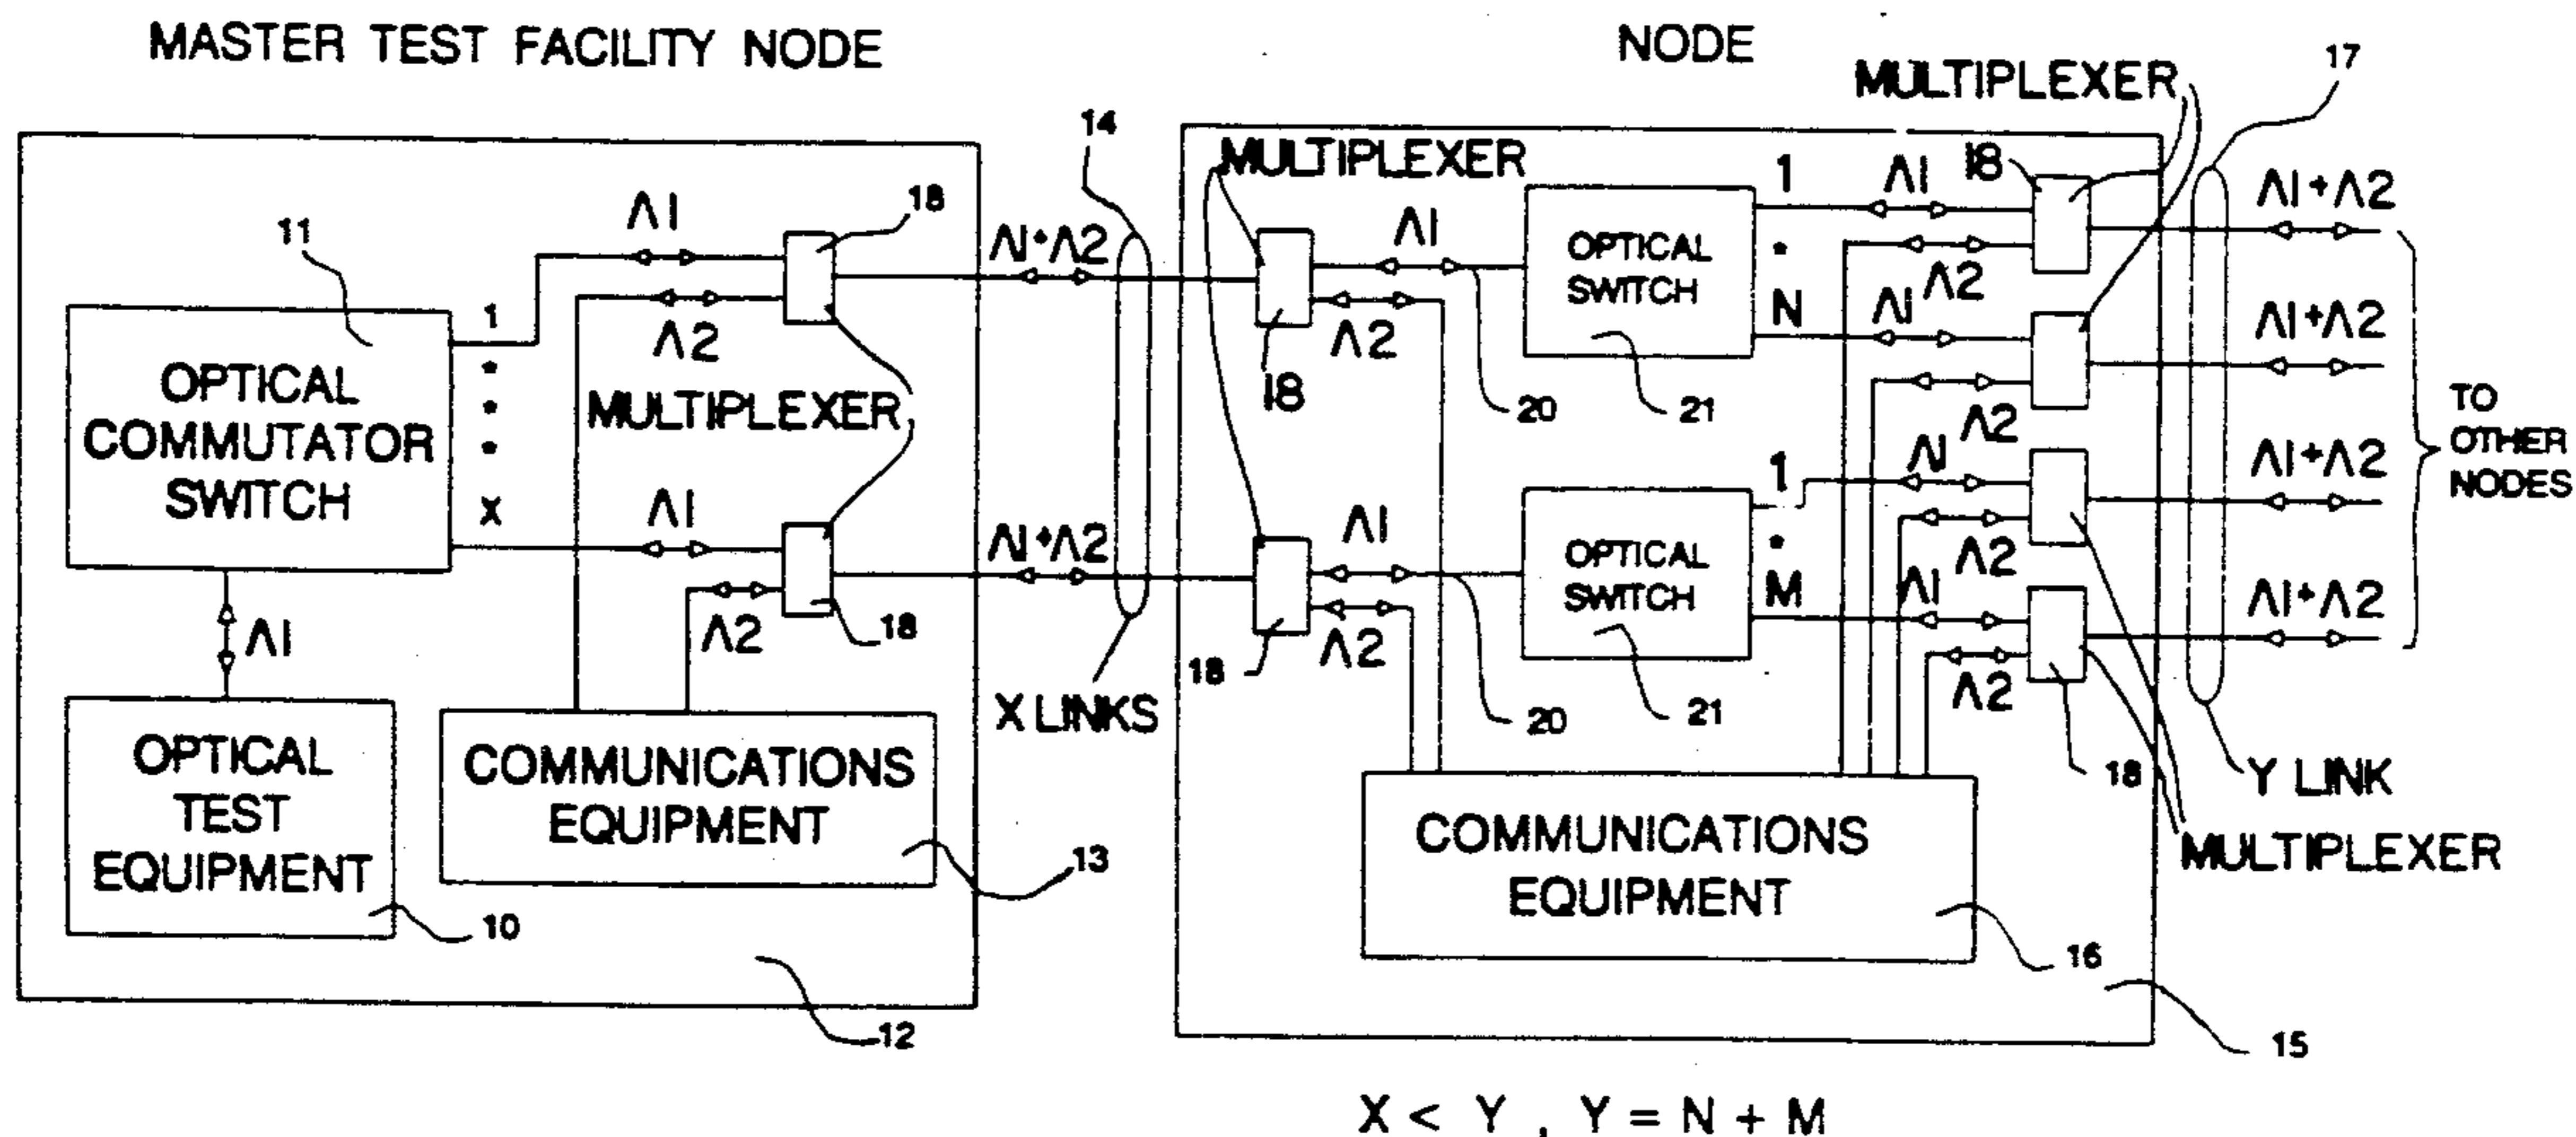 MASTER TEST FACILITY NODE
NODE
MULTIPLEXER
17
14
MULTIPLEXER
18
11
Λ1
18
Λ1+Λ2
Λ1
OPTICAL
SWITCH
1
*
N
Λ1
Λ2
Λ1
Λ2
Λ1+Λ2
Λ1+Λ2
Λ1+Λ2
Λ1+Λ2
TO
OTHER
NODES
OPTICAL
COMMUTATOR
SWITCH
1
*
*
*
X
Λ2
MULTIPLEXER
Λ1
Λ2
18
Λ1+Λ2
X LINKS
Λ2
18
20
21
Λ1
Λ2
18
20
OPTICAL
SWITCH
21
1
*
M
Λ1
Λ2
Λ1
Λ2
18
Y LINK
MULTIPLEXER
Λ1
OPTICAL
TEST
EQUIPMENT
10
COMMUNICATIONS
EQUIPMENT
13
12
COMMUNICATIONS
EQUIPMENT
16
15
X < Y , Y = N + M